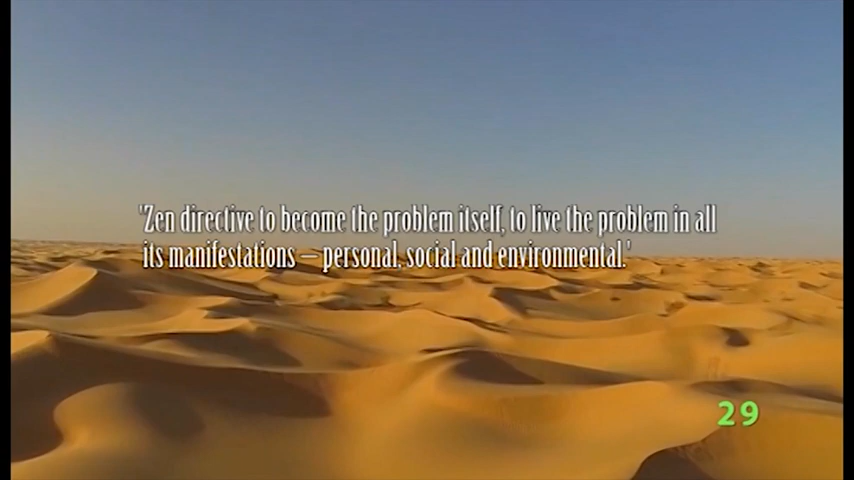 'Zen directive to become the problem itself, to live the problem in all
its manifestations – personal, social and environmental.'
29